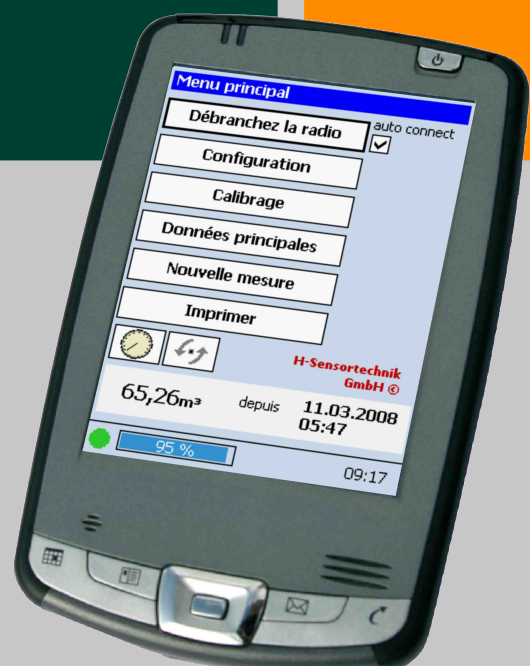 Menu principal
Débranchez la radio
auto connect
Configuration
Calibrage
Données principales
Nouvelle mesure
Imprimer
H-Sensortechnik
GmbH ©
65,26m³ depuis 11.03.2008
05:47
95 %
09:17